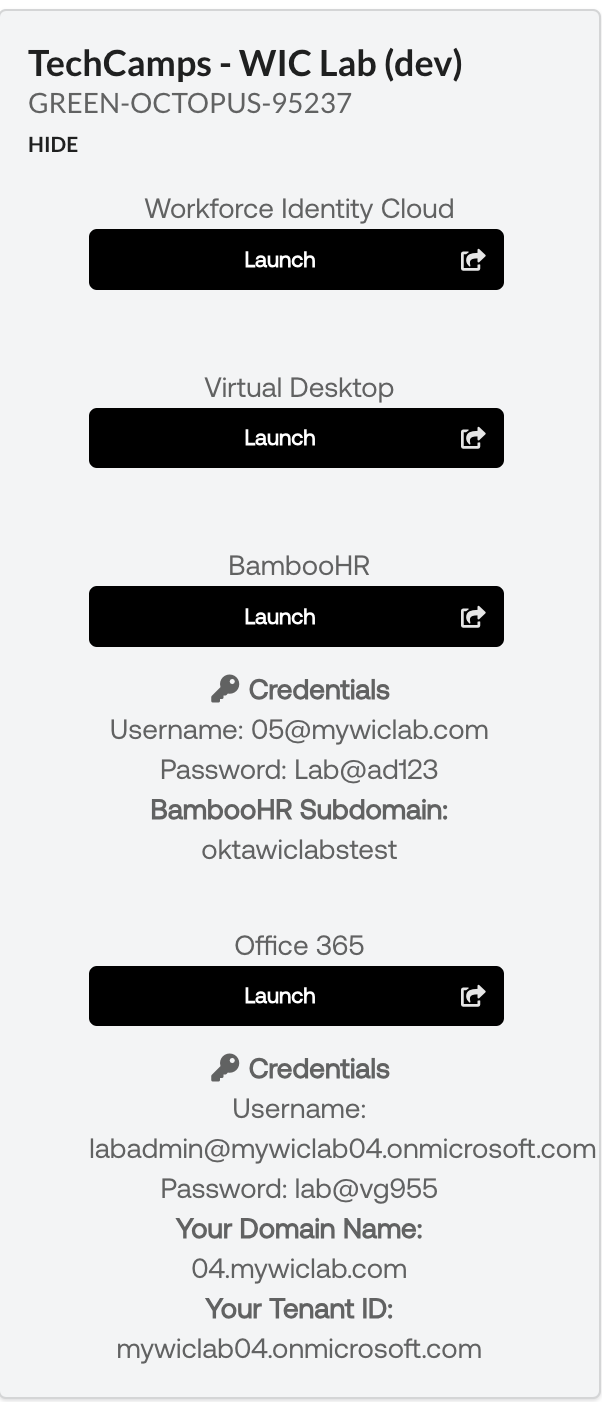 TechCamps - WIC Lab (dev)
GREEN-OCTOPUS-95237
HIDE
Workforce Identity Cloud
Launch
Virtual Desktop
Launch
BambooHR
Launch
Credentials
Username: 05@mywiclab.com
Password: Lab@ad123
BambooHR Subdomain:
oktawiclabstest
Office 365
Launch
Credentials
Username:
labadmin@mywiclab04.onmicrosoft.com
Password: lab@vg955
Your Domain Name:
04.mywiclab.com
Your Tenant ID:
mywiclab04.onmicrosoft.com